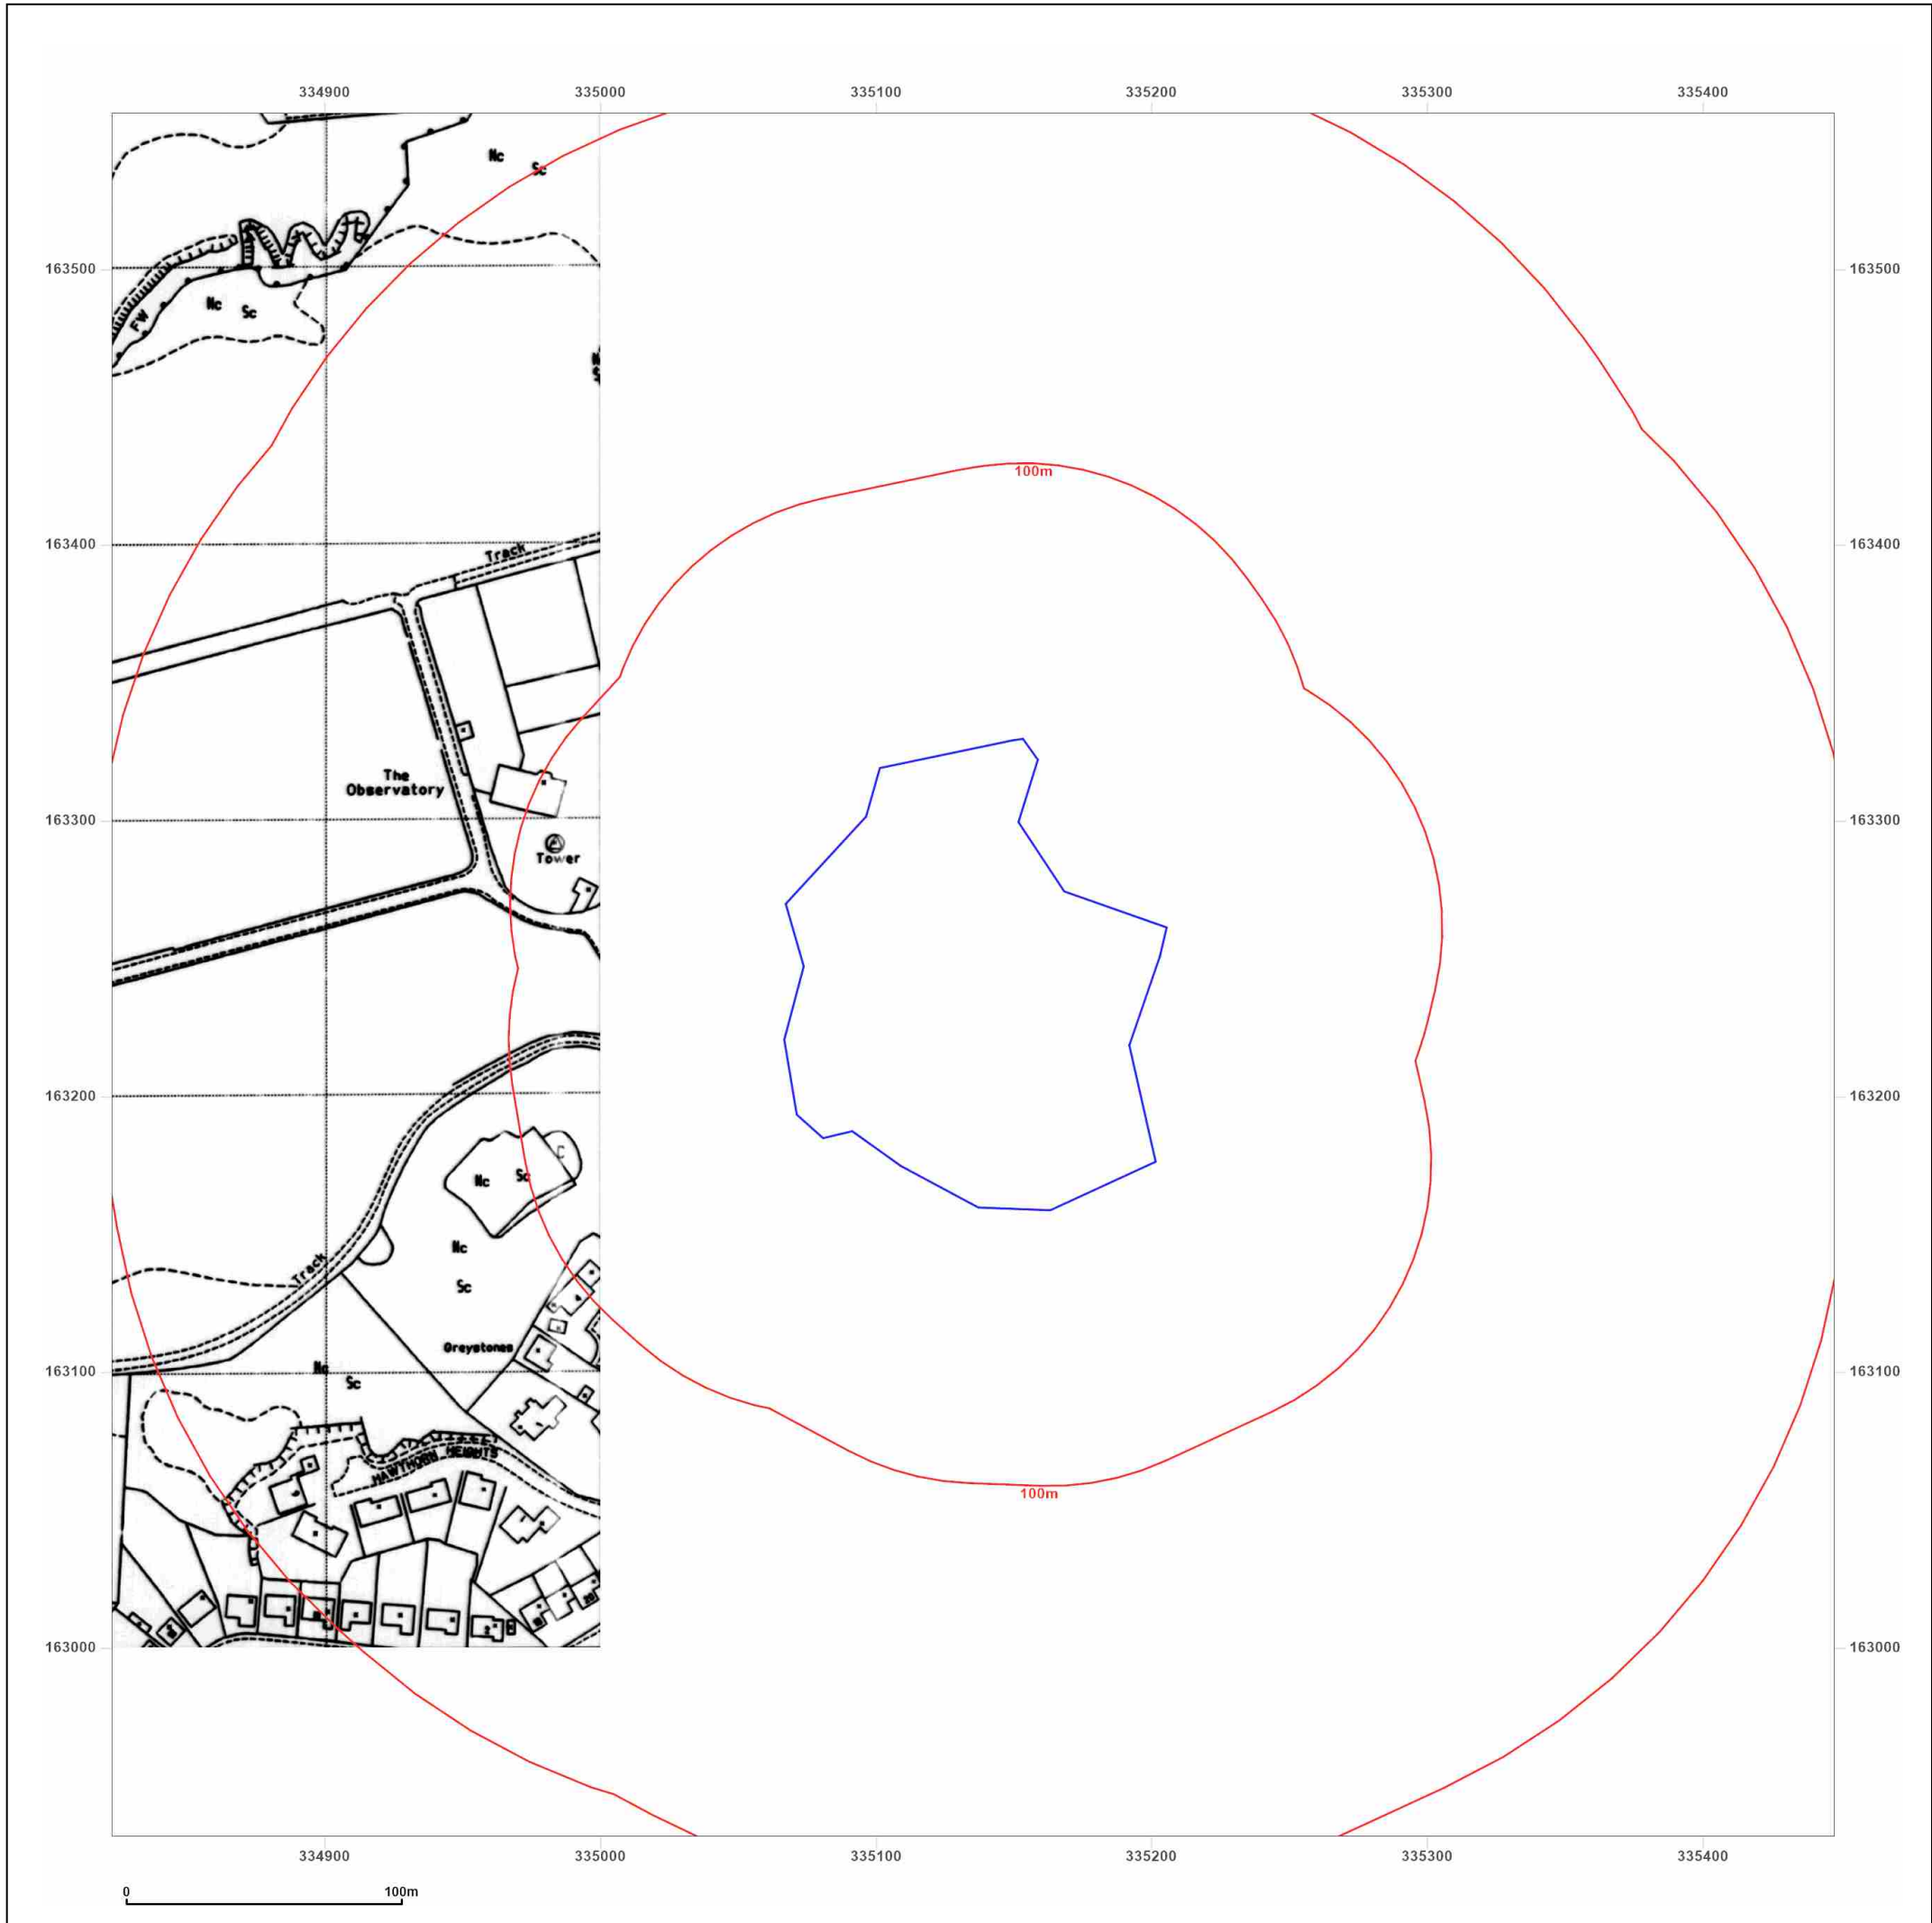 334900 335000 335100 335200 335300 335400
Nc
Sc
163500 163500
Nc
Sc
FW
100m
163400 163400
Track
The
Observatory
163300 163300
Tower
163200 163200
C
Nc Sc
Nc
Track
Sc
Greystones
163100 163100
Nc
Sc
HAWTHORN HEIGHTS
100m
163000 163000
334900 335000 335100 335200 335300 335400
0 100m